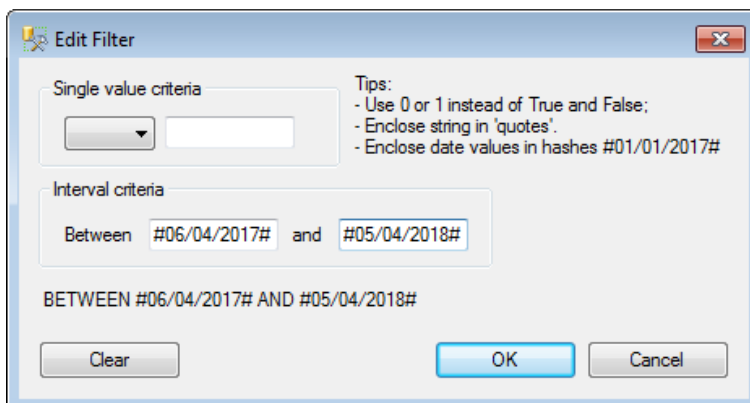 Edit Filter
Single value criteria
Tips:
- Use 0 or 1 instead of True and False;
- Enclose string in 'quotes'.
- Enclose date values in hashes #01/01/2017#
Interval criteria
Between #06/04/2017# and #05/04/2018#
BETWEEN #06/04/2017# AND #05/04/2018#
Clear OK Cancel